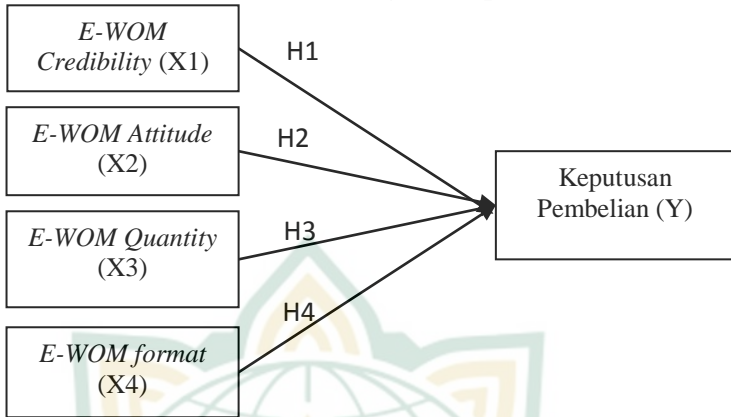 E-WOM
Credibility (X1)
H1
E-WOM Attitude
(X2)
H2
Keputusan
Pembelian (Y)
E-WOM Quantity
(X3)
H3
E-WOM format
(X4)
H4